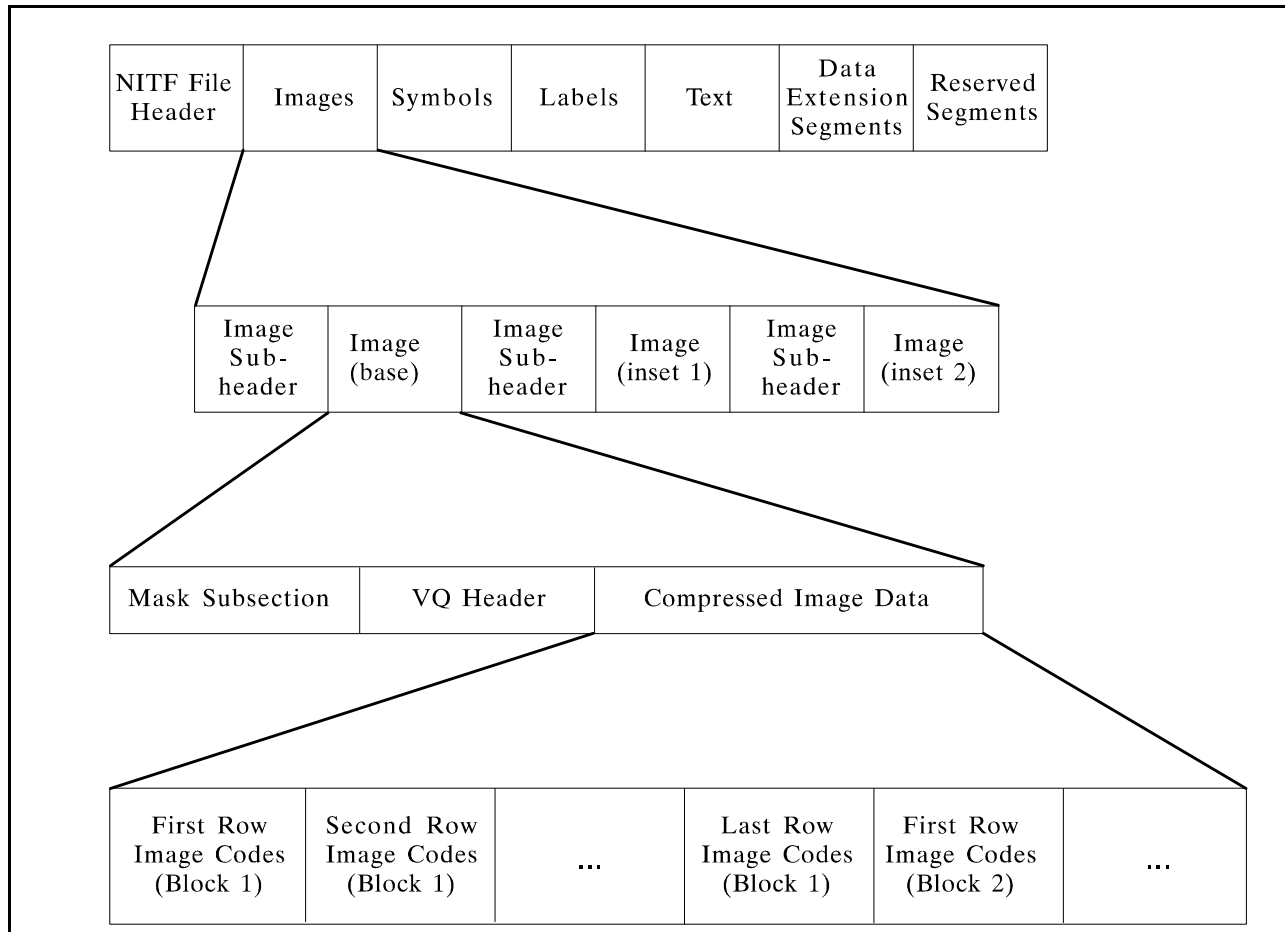 NITF File
Header
Images
Symbols
Labels
Text
Data
Extension
Segments
Reserved
Segments
Image
Sub-
header
Image
(base)
Image
Sub-
header
Image
(inset 1)
Image
Sub-
header
Image
(inset 2)
Mask Subsection
VQ Header
Compressed Image Data
First Row
Image Codes
(Block 1)
Second Row
Image Codes
(Block 1)
...
Last Row
Image Codes
(Block 1)
First Row
Image Codes
(Block 2)
...